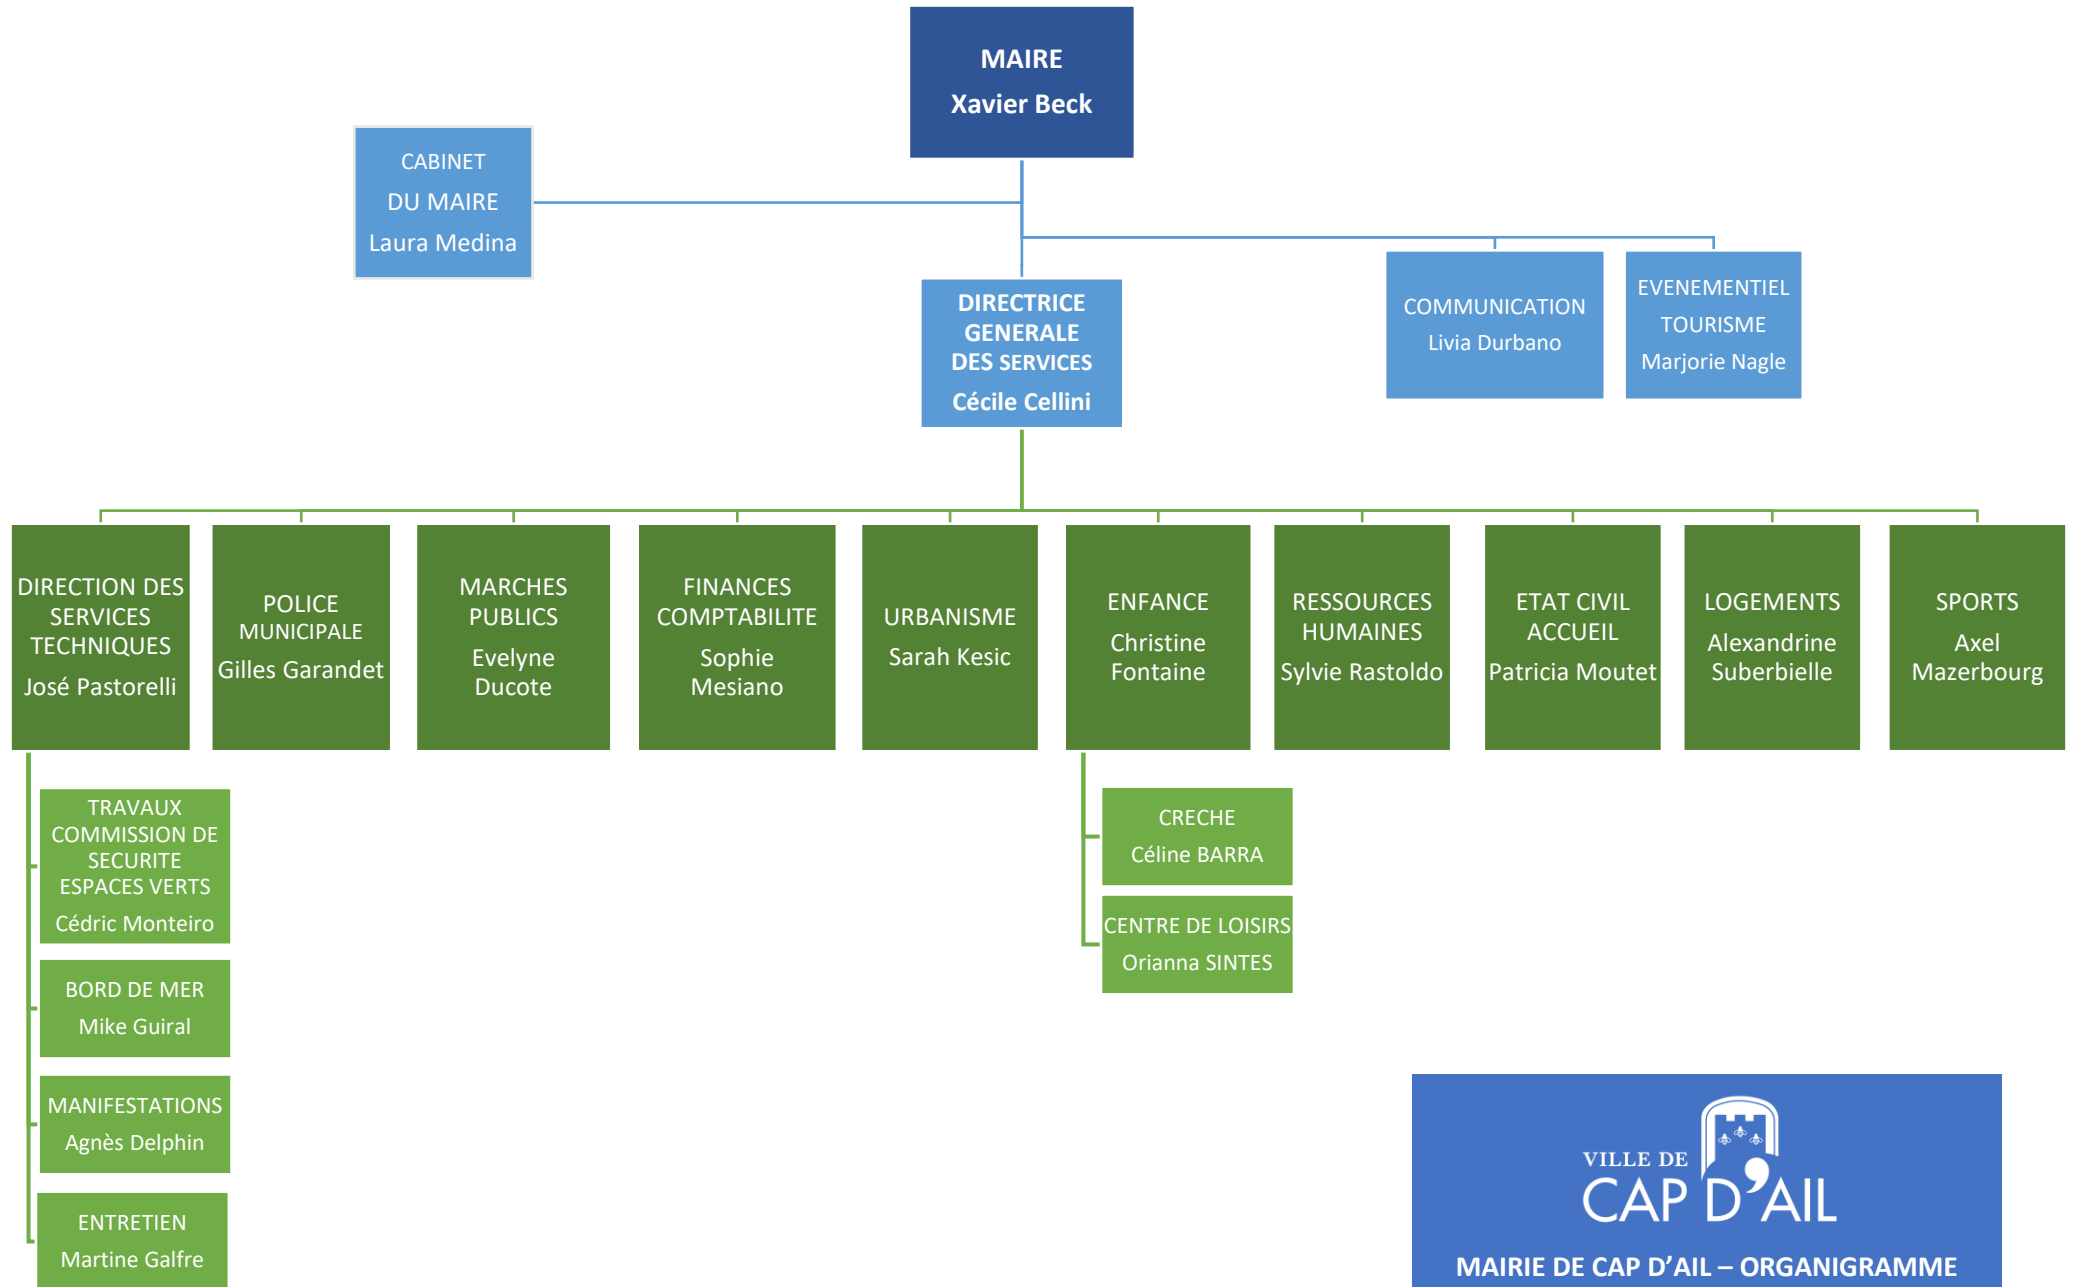 MAIRE
Xavier Beck
CABINET
DU MAIRE
Laura Medina
DIRECTRICE
GENERALE
DES SERVICES
Cécile Cellini
COMMUNICATION
Livia Durbano
EVENEMENTIEL
TOURISME
Marjorie Nagle
DIRECTION DES
SERVICES
TECHNIQUES
José Pastorelli
POLICE
MUNICIPALE
Gilles Garandet
MARCHES
PUBLICS
Evelyne
Ducote
FINANCES
COMPTABILITE
Sophie
Mesiano
URBANISME
Sarah Kesic
ENFANCE
Christine
Fontaine
RESSOURCES
HUMAINES
Sylvie Rastoldo
ETAT CIVIL
ACCUEIL
Patricia Moutet
LOGEMENTS
Alexandrine
Suberbielle
SPORTS
Axel
Mazerbourg
TRAVAUX
COMMISSION DE
SECURITE
ESPACES VERTS
Cédric Monteiro
BORD DE MER
Mike Guiral
MANIFESTATIONS
Agnès Delphin
ENTRETIEN
Martine Galfre
CRECHE
Céline BARRA
CENTRE DE LOISIRS
Orianna SINTES
VILLE DE
CAP D'AIL
MAIRIE DE CAP D'AIL – ORGANIGRAMME